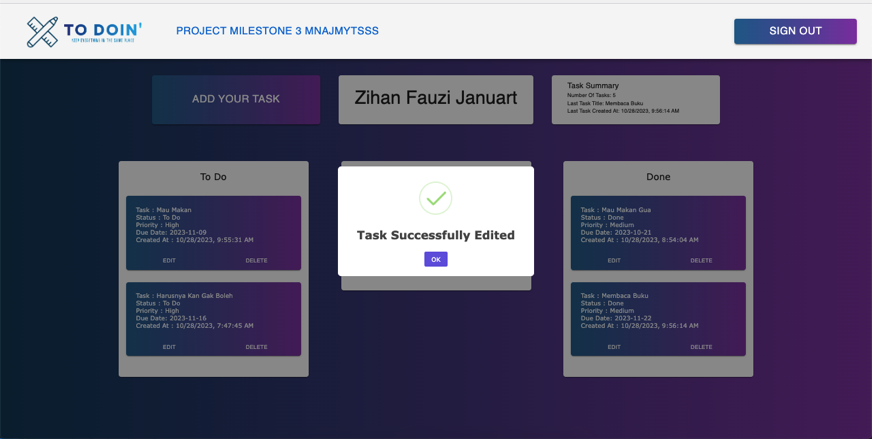 TO DOIN'
KEEP EVERYTHING IN THE SAME PLACE
PROJECT MILESTONE 3 MNAJMYTSSS
SIGN OUT
ADD YOUR TASK
Zihan Fauzi Januart
Task Summary
Number Of Tasks: 5
Last Task Title: Membaca Buku
Last Task Created At: 10/28/2023, 9:56:14 AM
To Do
Task : Mau Makan
Status : To Do
Priority : High
Due Date: 2023-11-09
Created At : 10/28/2023, 9:55:31 AM
EDIT DELETE
Task : Harusnya Kan Gak Boleh
Status : To Do
Priority : High
Due Date: 2023-11-16
Created At : 10/28/2023, 7:47:45 AM
EDIT DELETE
Task Successfully Edited
OK
Done
Task : Mau Makan Gua
Status : Done
Priority : Medium
Due Date: 2023-10-21
Created At : 10/28/2023, 8:54:04 AM
EDIT DELETE
Task : Membaca Buku
Status : Done
Priority : Medium
Due Date: 2023-11-22
Created At : 10/28/2023, 9:56:14 AM
EDIT DELETE